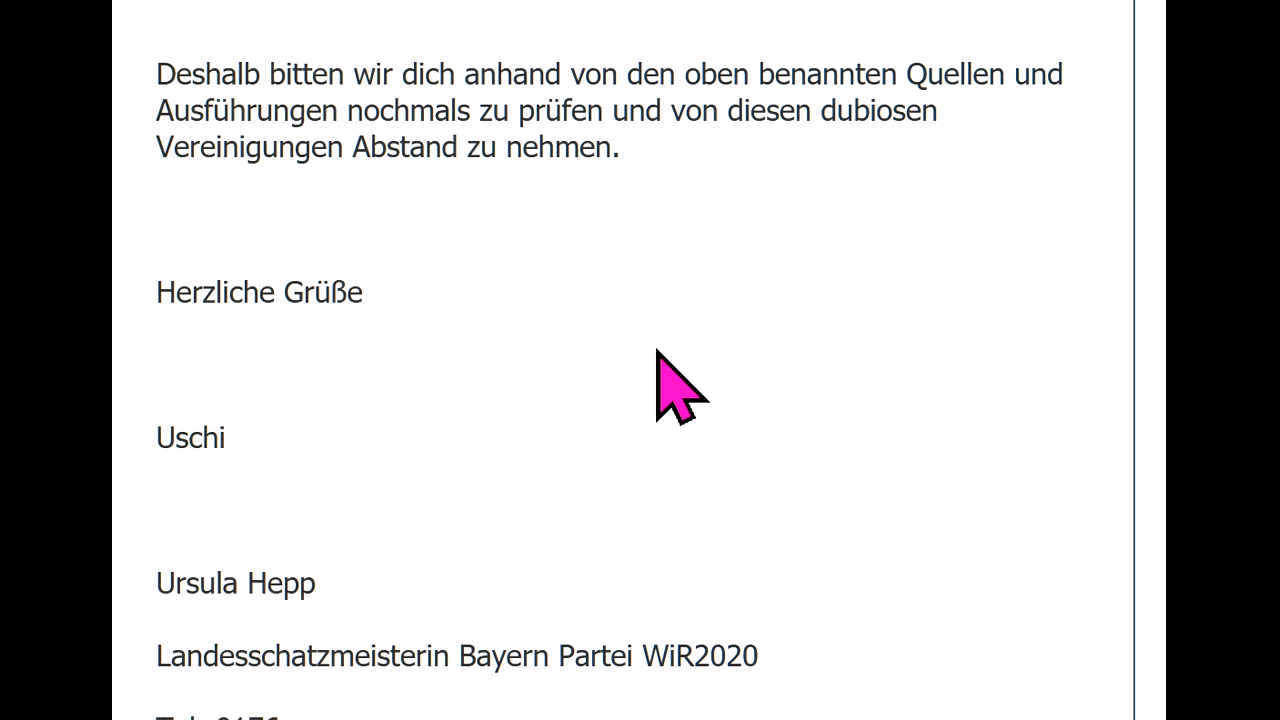 Deshalb bitten wir dich anhand von den oben benannten Quellen und
Ausführungen nochmals zu prüfen und von diesen dubiosen
Vereinigungen Abstand zu nehmen.
Herzliche Grüße
Uschi
Ursula Hepp
Landesschatzmeisterin Bayern Partei WiR2020